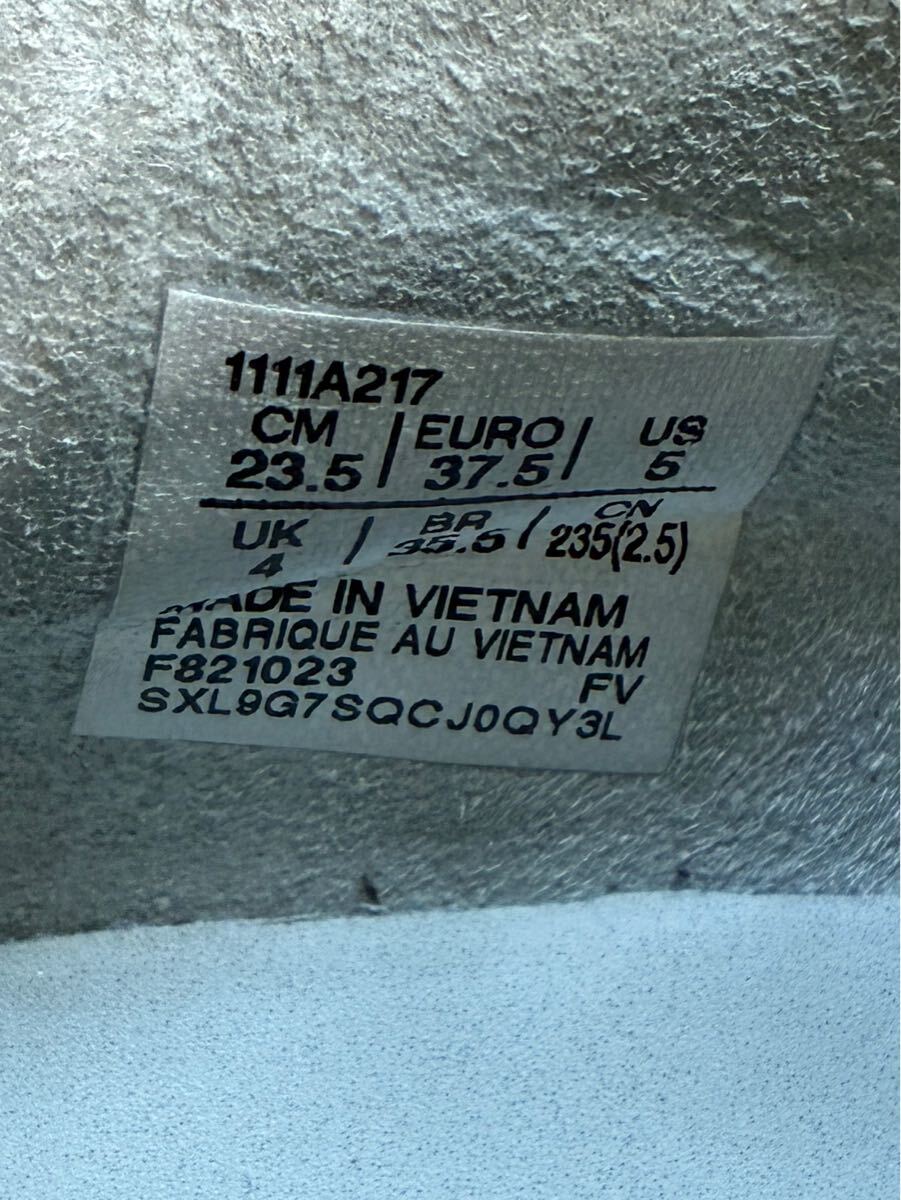 1111A217
CM / EURO / US
23.5 / 37.5 / 5
UK / BR / CN
4 / 35.5 / 235(2.5)
MADE IN VIETNAM
FABRIQUE AU VIETNAM
F821023 FV
SXL9G7SQCJ0QY3L